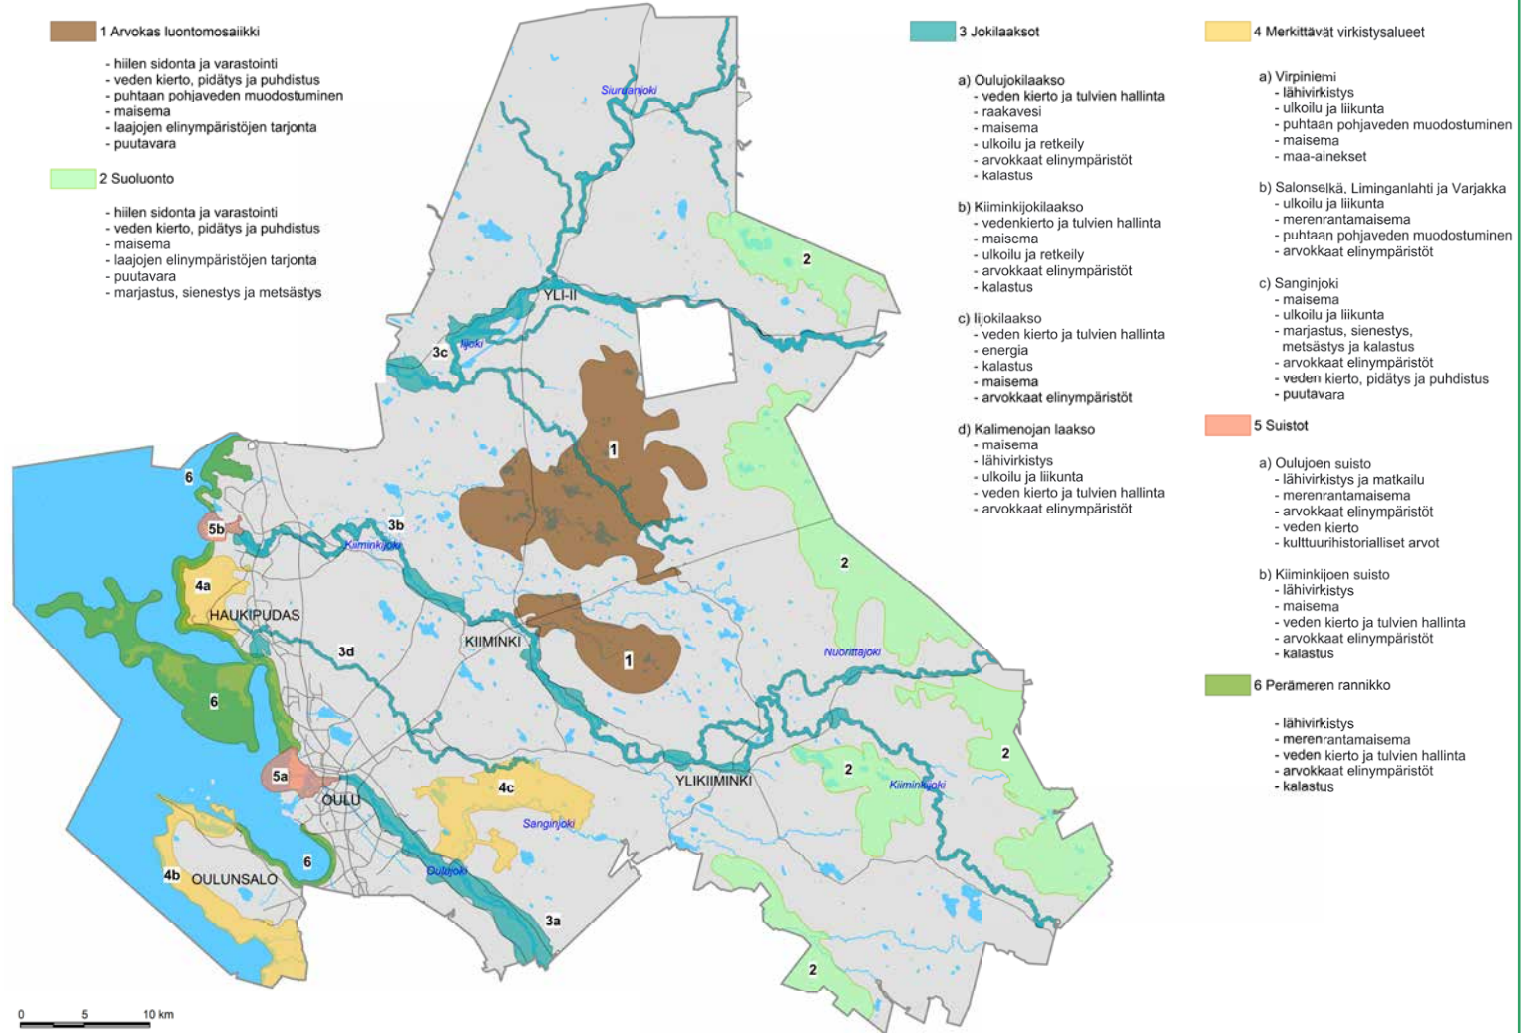 1 Arvokas luontomosaiikki
- hiilen sidonta ja varastointi
- veden kierto, pidätys ja puhdistus
- puhtaan pohjaveden muodostuminen
- maisema
- laajojen elinympäristöjen tarjonta
- puutavara
2 Suoluonto
- hiilen sidonta ja varastointi
- veden kierto, pidätys ja puhdistus
- maisema
- laajojen elinympäristöjen tarjonta
- puutavara
- marjastus, sienestys ja metsästys
3 Jokilaaksot
a) Oulujokilaakso
- veden kierto ja tulvien hallinta
- raakavesi
- maisema
- ulkoilu ja retkeily
- arvokkaat elinympäristöt
- kalastus
b) Kiiminkijokilaakso
- vedenkierto ja tulvien hallinta
- maisema
- ulkoilu ja retkeily
- arvokkaat elinympäristöt
- kalastus
c) Iijokilaakso
- veden kierto ja tulvien hallinta
- energia
- kalastus
- maisema
- arvokkaat elinympäristöt
d) Kalimenojan laakso
- maisema
- lähivirkistys
- ulkoilu ja liikunta
- veden kierto ja tulvien hallinta
- arvokkaat elinympäristöt
4 Merkittävät virkistysalueet
a) Virpiniemi
- lähivirkistys
- ulkoilu ja liikunta
- puhtaan pohjaveden muodostuminen
- maisema
- maa-ainekset
b) Salonselkä, Liminganlahti ja Varjakka
- ulkoilu ja liikunta
- merenrantamaisema
- puhtaan pohjaveden muodostuminen
- arvokkaat elinympäristöt
c) Sanginjoki
- maisema
- ulkoilu ja liikunta
- marjastus, sienestys,
metsästys ja kalastus
- arvokkaat elinympäristöt
- veden kierto, pidätys ja puhdistus
- puutavara
5 Suistot
a) Oulujoen suisto
- lähivirkistys ja matkailu
- merenrantamaisema
- arvokkaat elinympäristöt
- veden kierto
- kulttuurihistorialliset arvot
b) Kiiminkijoen suisto
- lähivirkistys
- maisema
- veden kierto ja tulvien hallinta
- arvokkaat elinympäristöt
- kalastus
6 Perämeren rannikko
- lähivirkistys
- merenrantamaisema
- veden kierto ja tulvien hallinta
- arvokkaat elinympäristöt
- kalastus
Siuruanjoki
2
YLI-II
3c
Iijoki
1
6
5b
3b
Kiiminkijoki
2
4a
HAUKIPUDAS
KIIMINKI
3d
1
Nuorittajoki
6
2
5a
2
YLIKIIMINKI
4c
Kiiminkijoki
OULU
Sanginjoki
6
Oulujoki
4b
OULUNSALO
3a
2
0 5 10 km